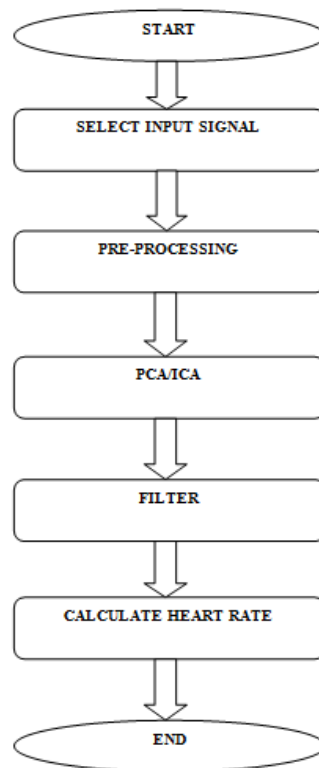 START
SELECT INPUT SIGNAL
PRE-PROCESSING
PCA/ICA
FILTER
CALCULATE HEART RATE
END